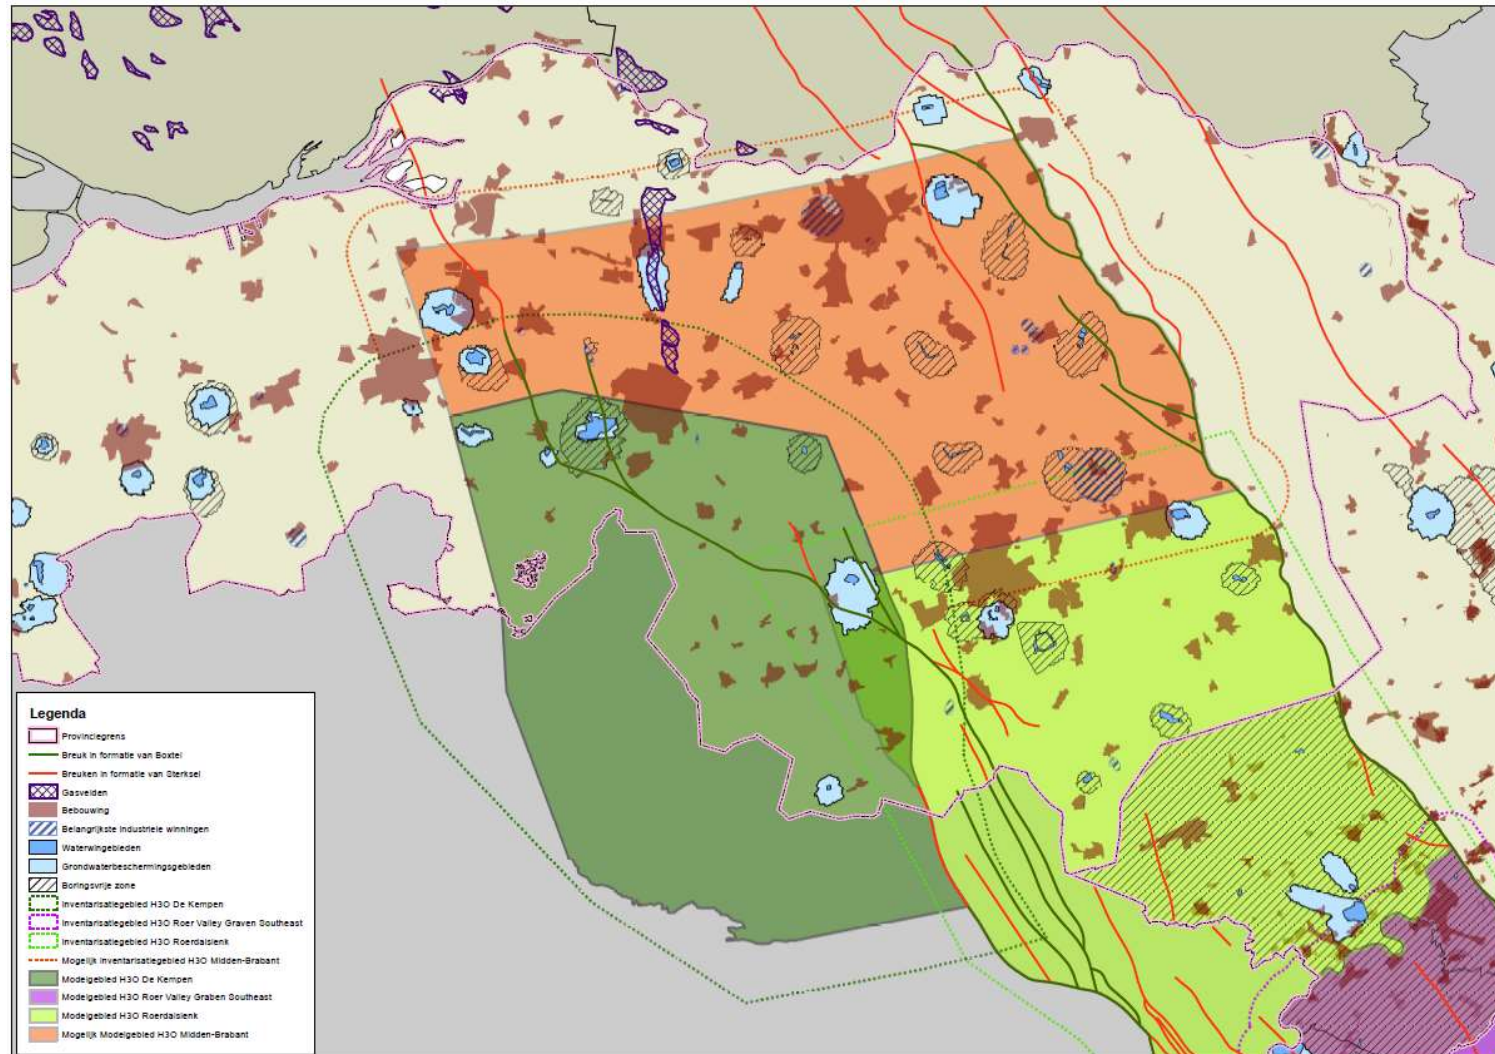 Legenda
Provinciegrens
Breuk in formatie van Boxtel
Breuken in formatie van Sterksel
Gasvelden
Bebouwing
Belangrijkste industriele winningen
Waterwingebieden
Grondwaterbeschermingsgebieden
Boringsvrije zone
Inventarisatiegebied H3O De Kempen
Inventarisatiegebied H3O Roer Valley Graven Southeast
Inventarisatiegebied H3O Roerdalslenk
Mogelijk Inventarisatiegebied H3O Midden-Brabant
Modelgebied H3O De Kempen
Modelgebied H3O Roer Valley Graben Southeast
Modelgebied H3O Roerdalslenk
Mogelijk Modelgebied H3O Midden-Brabant